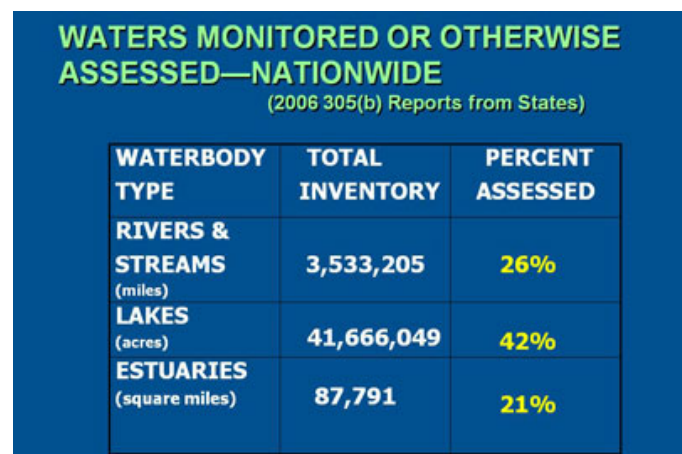 WATERS MONITORED OR OTHERWISE
ASSESSED—NATIONWIDE
(2006 305(b) Reports from States)
WATERBODY TYPE
TOTAL INVENTORY
PERCENT ASSESSED
RIVERS & STREAMS
(miles)
3,533,205
26%
LAKES
(acres)
41,666,049
42%
ESTUARIES
(square miles)
87,791
21%